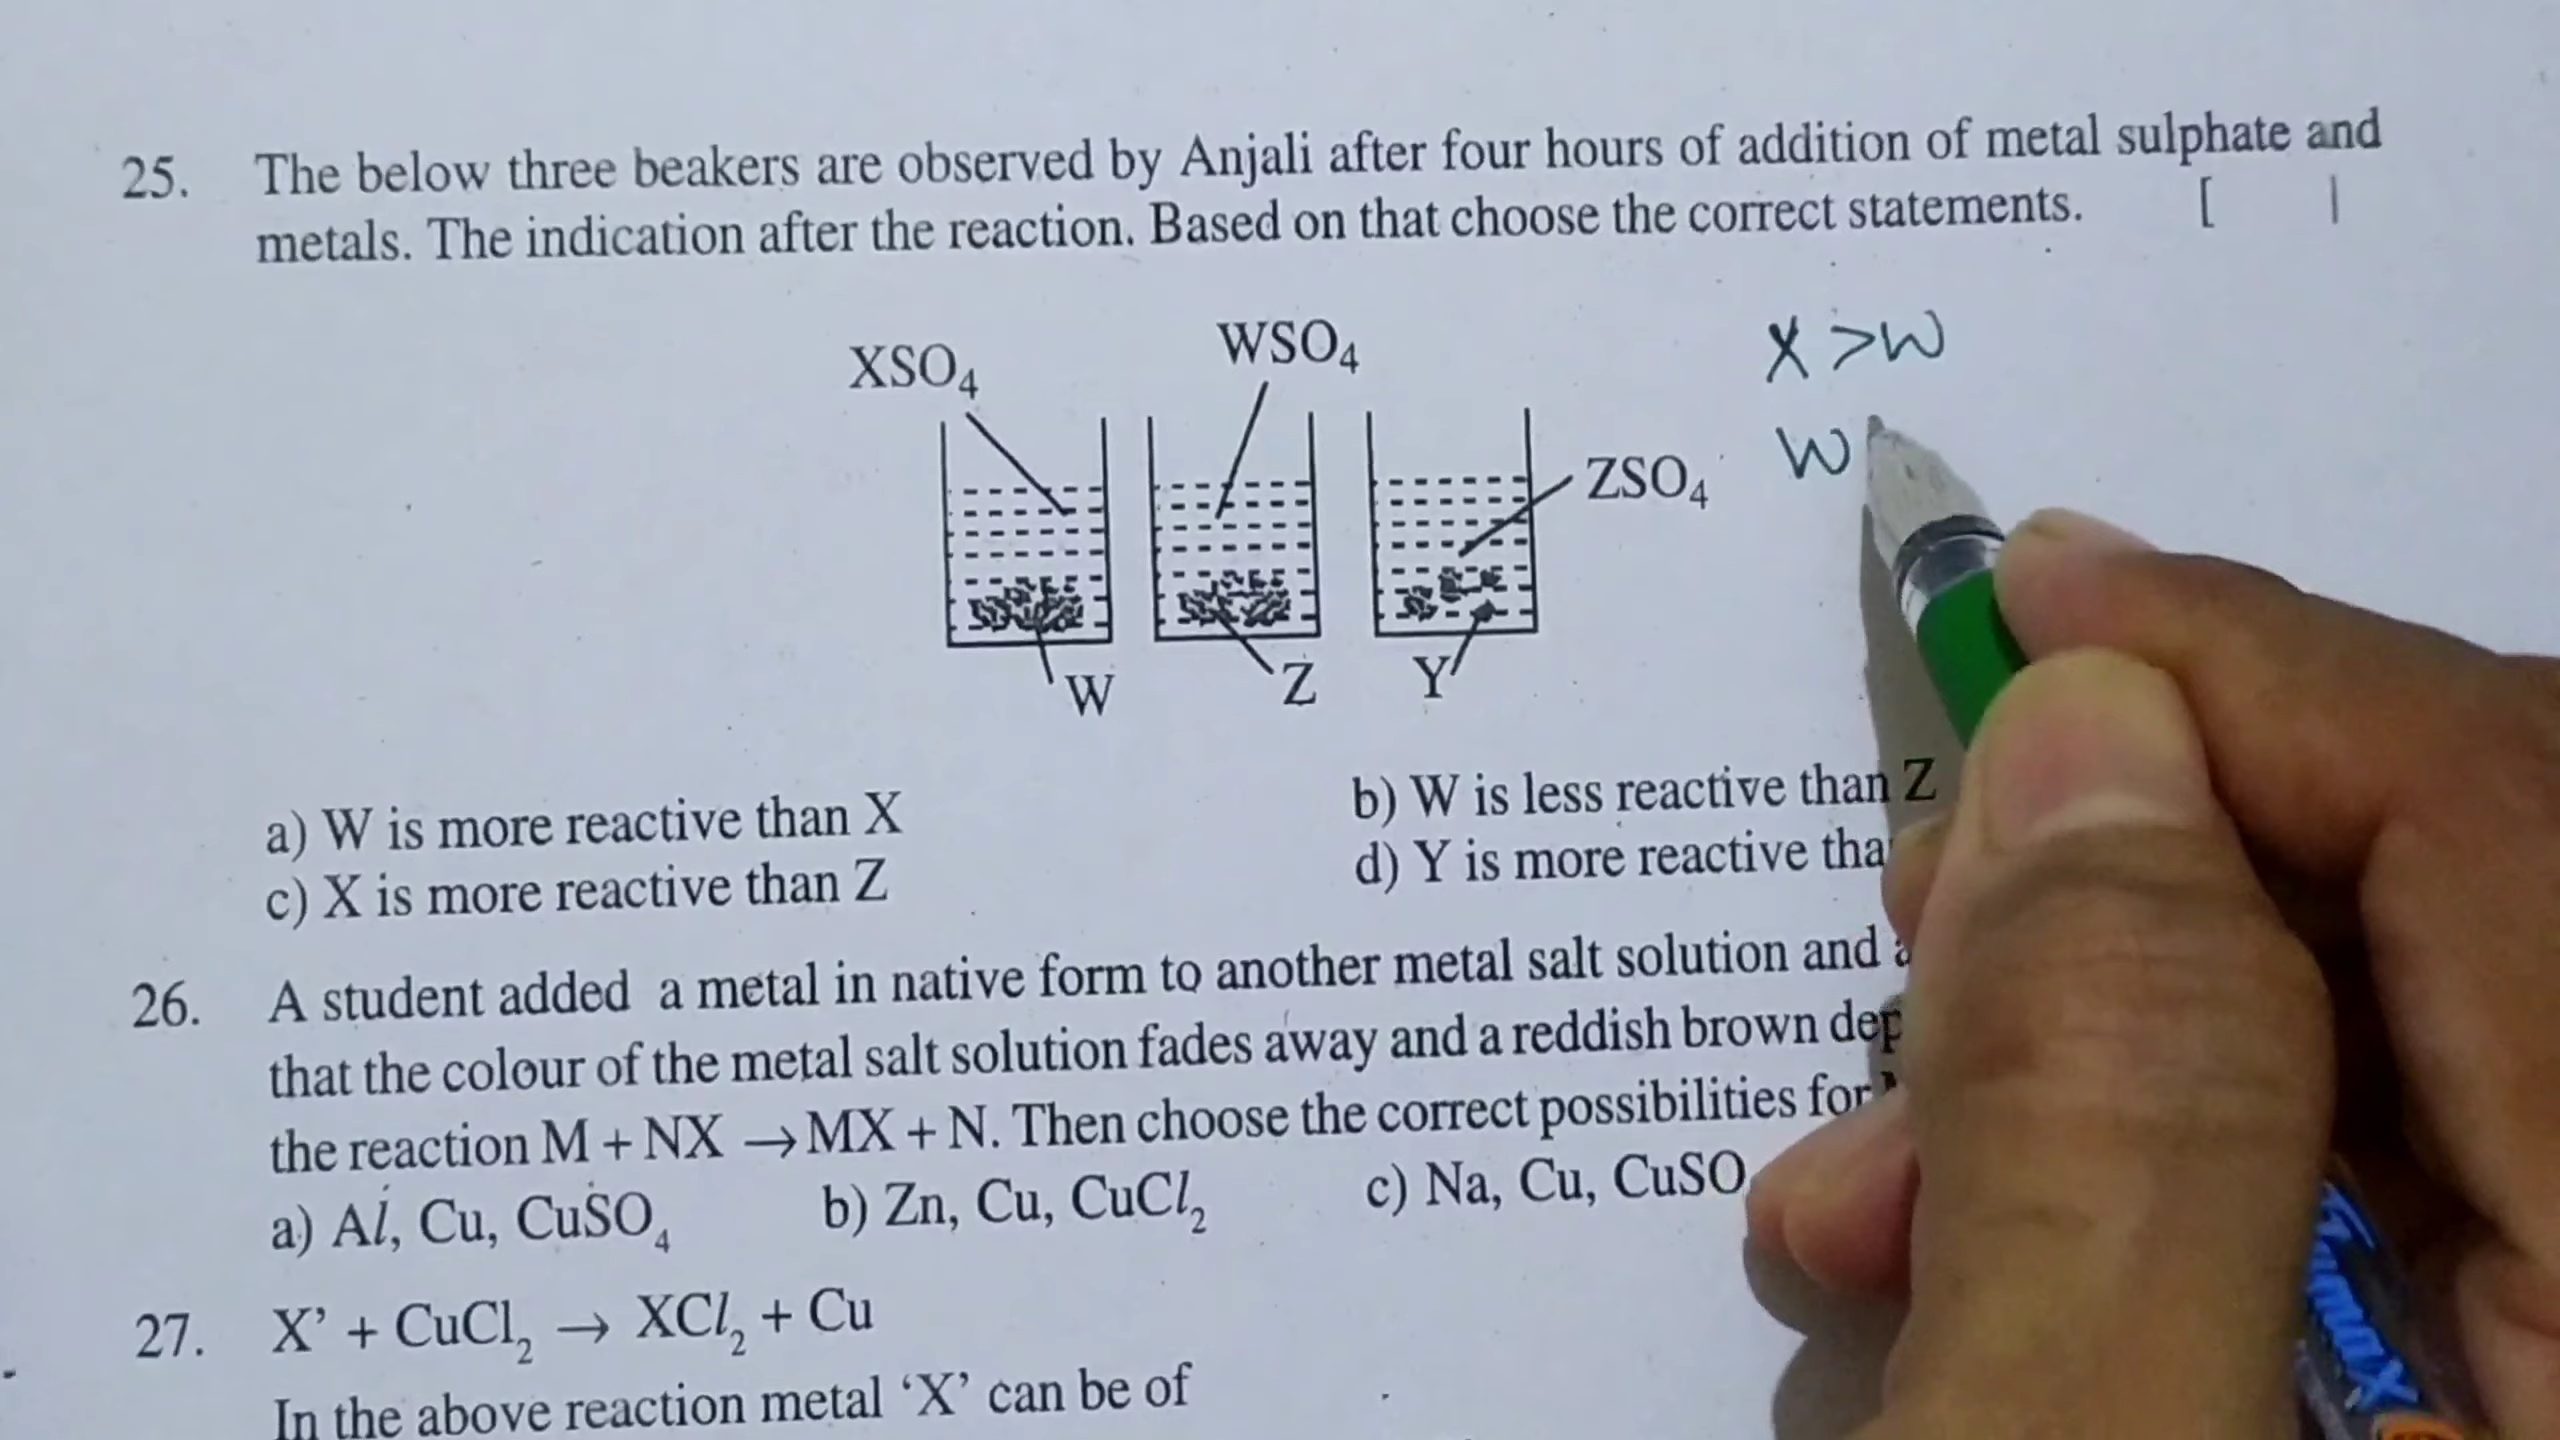 25. The below three beakers are observed by Anjali after four hours of addition of metal sulphate and
metals. The indication after the reaction. Based on that choose the correct statements. [ ]
XSO₄ WSO₄ X > W
ZSO₄ W
W Z Y
a) W is more reactive than X b) W is less reactive than Z
c) X is more reactive than Z d) Y is more reactive
26. A student added a metal in native form to another metal salt solution and
that the colour of the metal salt solution fades away and a reddish brown
the reaction M + NX → MX + N. Then choose the correct possibilities for
a) Al, Cu, CuSO₄ b) Zn, Cu, CuCl₂ c) Na, Cu, CuSO
27. X’ + CuCl₂ → XCl₂ + Cu
In the above reaction metal ‘X’ can be of